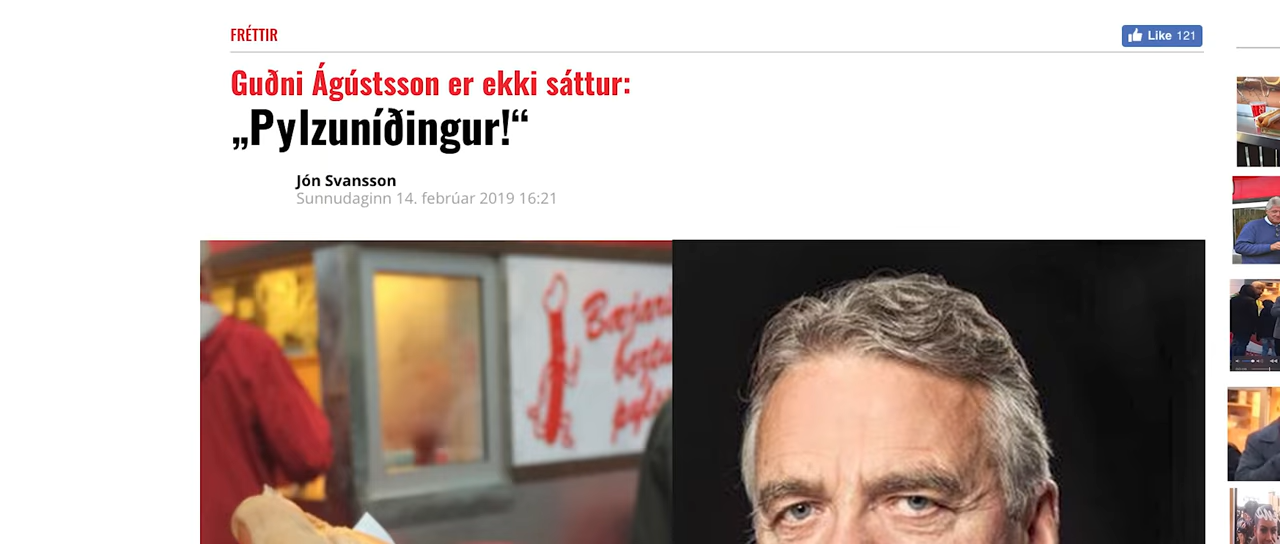 FRÉTTIR
Like 121
Guðni Ágústsson er ekki sáttur:
„Pylzuníðingur!“
Jón Svansson
Sunnudaginn 14. febrúar 2019 16:21